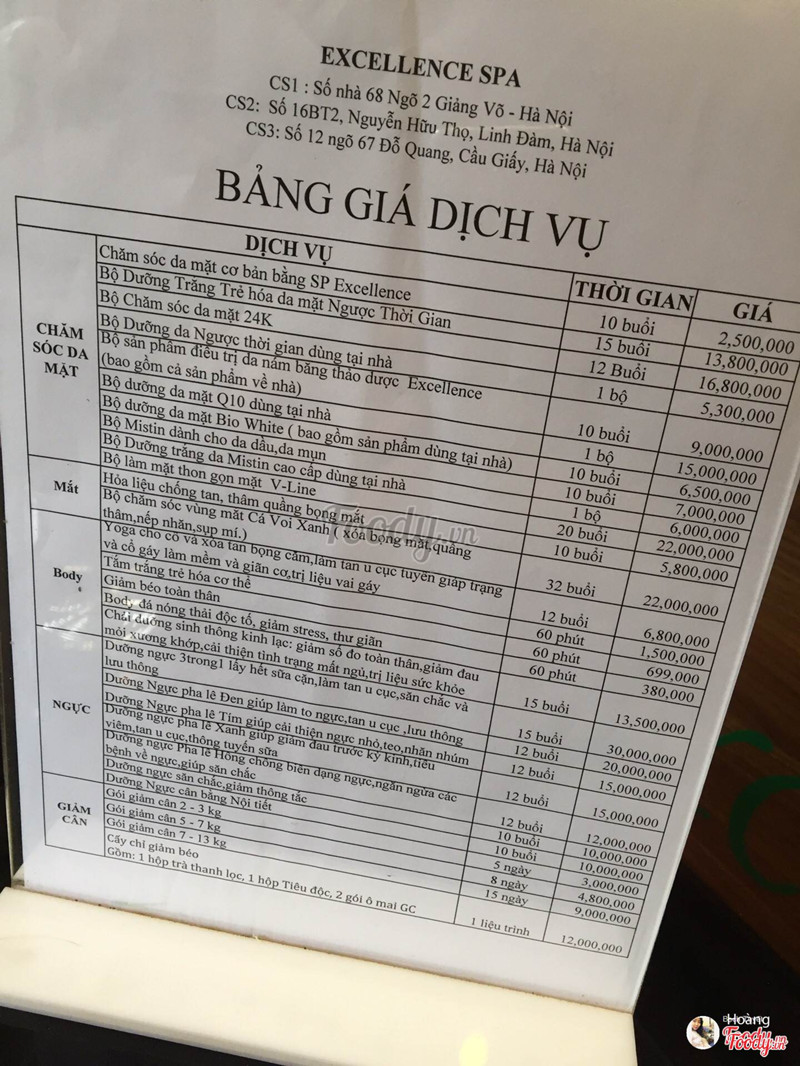 EXCELLENCE SPA
CS1 : Số nhà 68 Ngõ 2 Giảng Võ - Hà Nội
CS2: Số 16BT2, Nguyễn Hữu Thọ, Linh Đàm, Hà Nội
CS3: Số 12 ngõ 67 Đỗ Quang, Cầu Giấy, Hà Nội
BẢNG GIÁ DỊCH VỤ
DỊCH VỤ THỜI GIAN GIÁ
CHĂM SÓC DA MẶT
Chăm sóc da mặt cơ bản bằng SP Excellence 10 buổi 2,500,000
Bộ Dưỡng Trắng Trẻ hóa da mặt Ngược Thời Gian 15 buổi 13,800,000
Bộ Chăm sóc da mặt 24K 12 Buổi 16,800,000
Bộ Dưỡng da Ngược thời gian dùng tại nhà 1 bộ 5,300,000
Bộ sản phẩm điều trị da nám bằng thảo dược Excellence
(bao gồm cả sản phẩm về nhà) 10 buổi 9,000,000
Bộ dưỡng da mặt Q10 dùng tại nhà 1 bộ 15,000,000
Bộ dưỡng da mặt Bio White ( bao gồm sản phẩm dùng tại nhà) 10 buổi 6,500,000
Bộ Mistin dành cho da dầu,da mụn 10 buổi 7,000,000
Bộ Dưỡng trắng da Mistin cao cấp dùng tại nhà 1 bộ 6,000,000
Bộ làm mặt thon gọn mặt V-Line 20 buổi 22,000,000
Mắt
Hỏa liệu chống tan, thâm quầng bọng mắt 10 buổi 5,800,000
Bộ chăm sóc vùng mắt Cá Voi Xanh ( xóa bọng mắt,quầng
thâm,nếp nhăn,sụp mí.) 32 buổi 22,000,000
Body
Yoga cho cổ và xóa tan bọng cằm,làm tan u cục tuyến giáp trạng
và cổ gáy làm mềm và giãn cơ,trị liệu vai gáy 12 buổi 6,800,000
Tắm trắng trẻ hóa cơ thể 60 phút 1,500,000
Giảm béo toàn thân 60 phút 699,000
Body đá nóng thải độc tố, giảm stress, thư giãn 60 phút 380,000
Chải dưỡng sinh thông kinh lạc: giảm số đo toàn thân,giảm đau
mỏi xương khớp,cải thiện tình trạng mất ngủ,trị liệu sức khỏe 15 buổi 13,500,000
NGỰC
Dưỡng ngực 3trong1 lấy hết sữa cặn,làm tan u cục,săn chắc và
lưu thông 15 buổi 30,000,000
Dưỡng Ngực pha lê Đen giúp làm to ngực,tan u cục ,lưu thông 12 buổi 20,000,000
Dưỡng Ngực pha lê Tím giúp cải thiện ngực nhỏ,teo,nhăn nhúm 12 buổi 15,000,000
Dưỡng ngực pha lê Xanh giúp giảm đau trước kỳ kinh,tiêu
viêm,tan u cục,thông tuyến sữa 12 buổi 15,000,000
Dưỡng ngực Pha lê Hồng chống biến dạng ngực,ngăn ngừa các
bệnh về ngực,giúp săn chắc 12 buổi 12,000,000
Dưỡng ngực săn chắc,giảm thông tắc 10 buổi 10,000,000
Dưỡng Ngực cân bằng Nội tiết 10 buổi 10,000,000
GIẢM CÂN
Gói giảm cân 2 - 3 kg 5 ngày 3,000,000
Gói giảm cân 5 - 7 kg 8 ngày 4,800,000
Gói giảm cân 7 - 13 kg 15 ngày 9,000,000
Cấy chỉ giảm béo
Gồm: 1 hộp trà thanh lọc, 1 hộp Tiêu độc, 2 gói ô mai GC 1 liệu trình 12,000,000
Foody.vn
Hoàng
Foody.vn